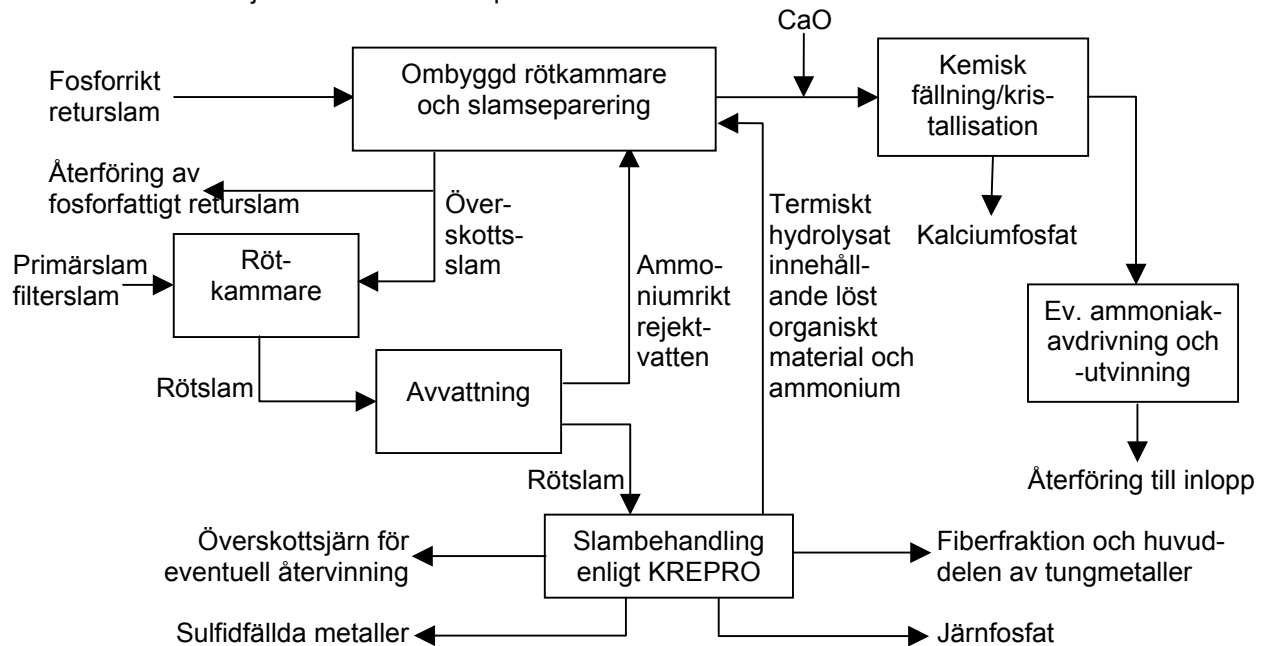 CaO
Fosforrikt
returslam
Ombyggd rötkammare
och slamseparering
Kemisk
fällning/kris-
tallisation
Återföring av
fosforfattigt returslam
Över-
skotts-
slam
Termiskt
hydrolysat
innehåll-
ande löst
organiskt
material och
ammonium
Kalciumfosfat
Primärslam
filterslam
Röt-
kammare
Ammo-
niumrikt
rejekt-
vatten
Ev. ammoniak-
avdrivning och
-utvinning
Rötslam
Avvattning
Rötslam
Återföring till inlopp
Överskottsjärn för
eventuell återvinning
Slambehandling
enligt KREPRO
Fiberfraktion och huvud-
delen av tungmetaller
Sulfidfällda metaller
Järnfosfat